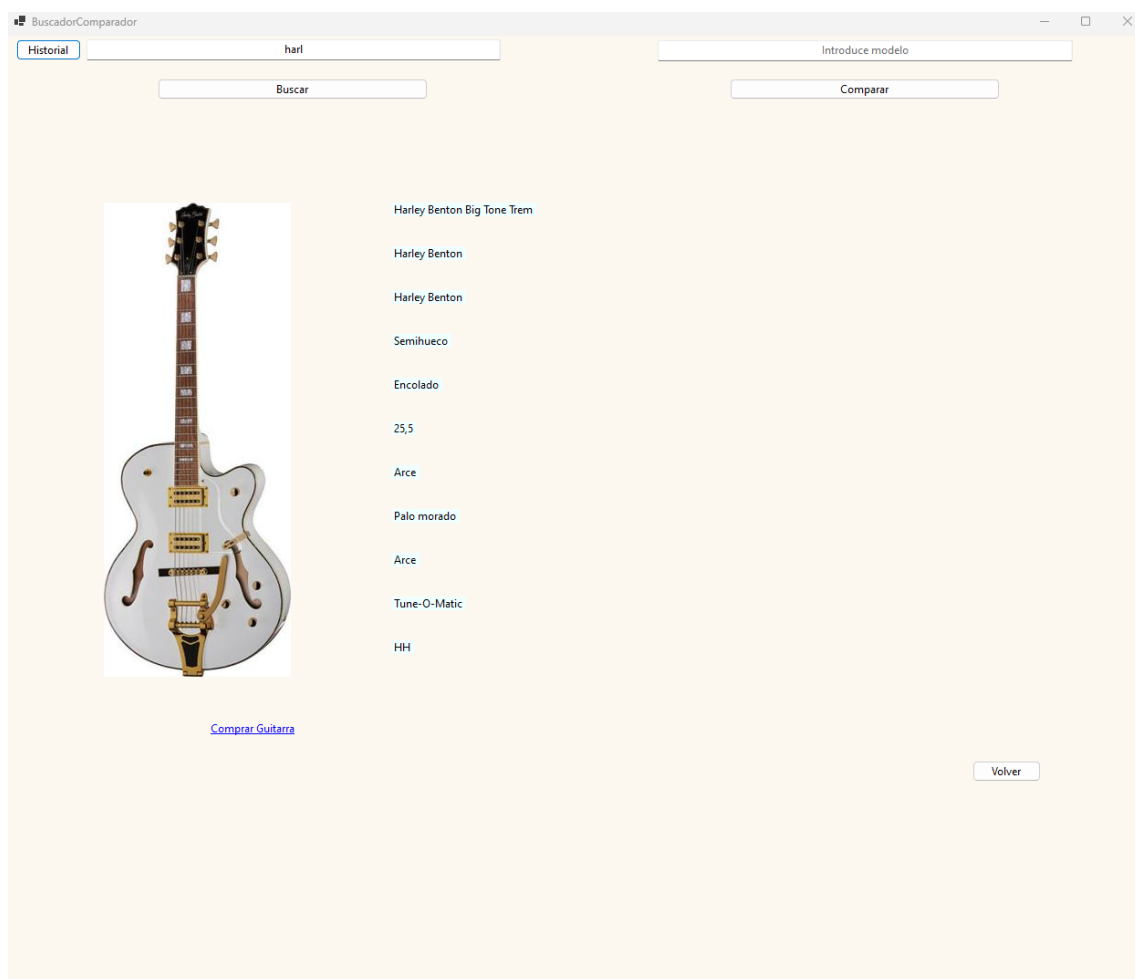 BuscadorComparador
Historial
harl
Introduce modelo
Buscar
Comparar
Harley Benton Big Tone Trem
Harley Benton
Harley Benton
Semihueco
Encolado
25,5
Arce
Palo morado
Arce
Tune-O-Matic
HH
Comprar Guitarra
Volver